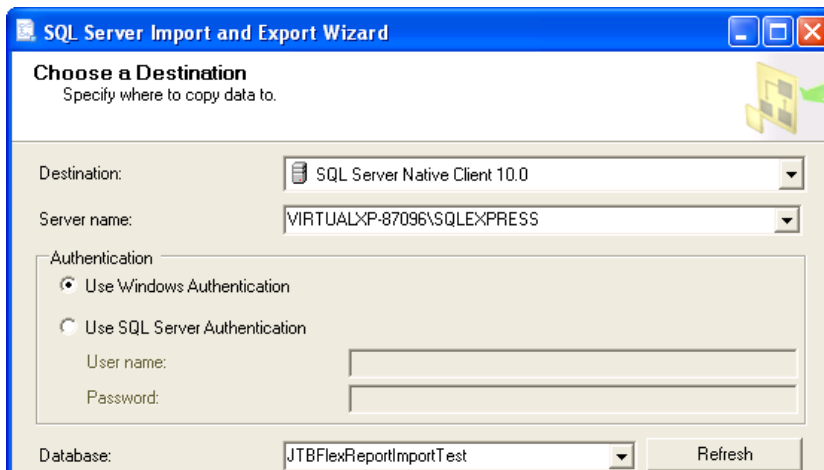 SQL Server Import and Export Wizard
Choose a Destination
Specify where to copy data to.
Destination: SQL Server Native Client 10.0
Server name: VIRTUALXP-87096\SQLEXPRESS
Authentication
Use Windows Authentication
Use SQL Server Authentication
User name:
Password:
Database: JTBFlexReportImportTest Refresh